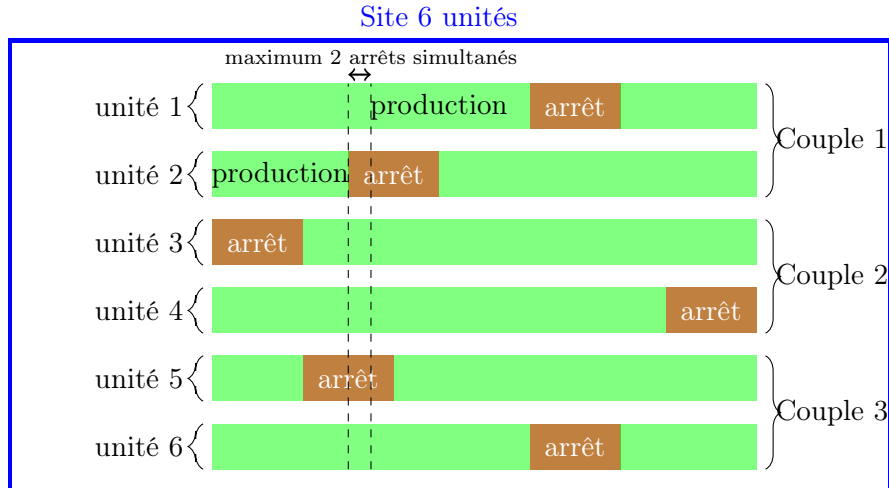 Site 6 unités
maximum 2 arrêts simultanés
unité 1 production arrêt
Couple 1
unité 2 production arrêt
unité 3 arrêt
Couple 2
unité 4 arrêt
unité 5 arrêt
Couple 3
unité 6 arrêt